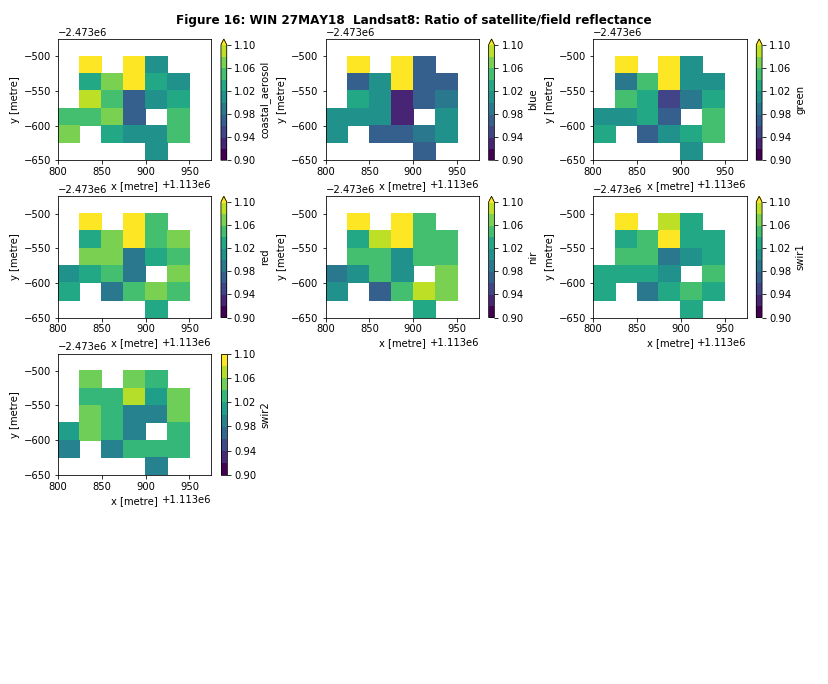 Figure 16: WIN 27MAY18  Landsat8: Ratio of satellite/field reflectance
−2.473e6 −2.473e6 −2.473e6
−500 −550 −600 −650
y [metre]
800 850 900 950
x [metre] +1.113e6
1.10 1.06 1.02 0.98 0.94 0.90
coastal_aerosol
−500 −550 −600 −650
y [metre]
800 850 900 950
x [metre] +1.113e6
1.10 1.06 1.02 0.98 0.94 0.90
blue
−500 −550 −600 −650
y [metre]
800 850 900 950
x [metre] +1.113e6
1.10 1.06 1.02 0.98 0.94 0.90
green
−2.473e6 −2.473e6 −2.473e6
−500 −550 −600 −650
y [metre]
800 850 900 950
x [metre] +1.113e6
1.10 1.06 1.02 0.98 0.94 0.90
red
−500 −550 −600 −650
y [metre]
800 850 900 950
x [metre] +1.113e6
1.10 1.06 1.02 0.98 0.94 0.90
nir
−500 −550 −600 −650
y [metre]
800 850 900 950
x [metre] +1.113e6
1.10 1.06 1.02 0.98 0.94 0.90
swir1
−2.473e6
−500 −550 −600 −650
y [metre]
800 850 900 950
x [metre] +1.113e6
1.10 1.06 1.02 0.98 0.94 0.90
swir2